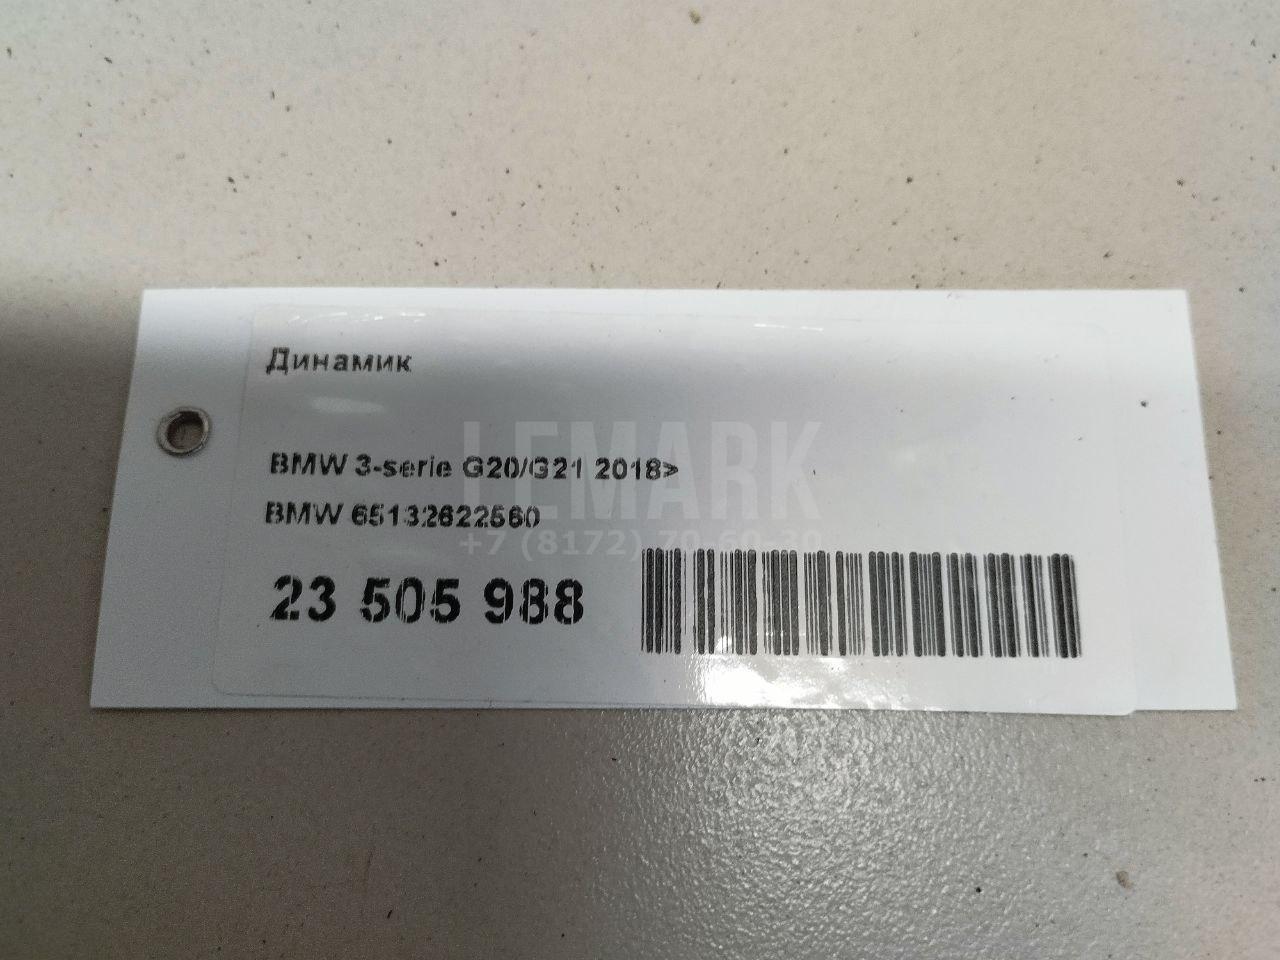 Динамик
LEMARK
BMW 3-serie G20/G21 2018>
BMW 65132622560
+7 (8172) 70-60-30
23 505 988